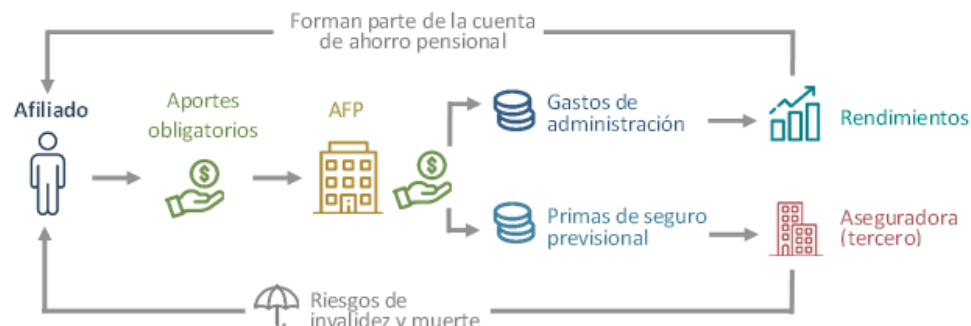 Forman parte de la cuenta
de ahorro pensional
Afiliado
Aportes
obligatorios
AFP
Gastos de
administración
Rendimientos
Primas de seguro
previsional
Aseguradora
(tercero)
Riesgos de
invalidez y muerte